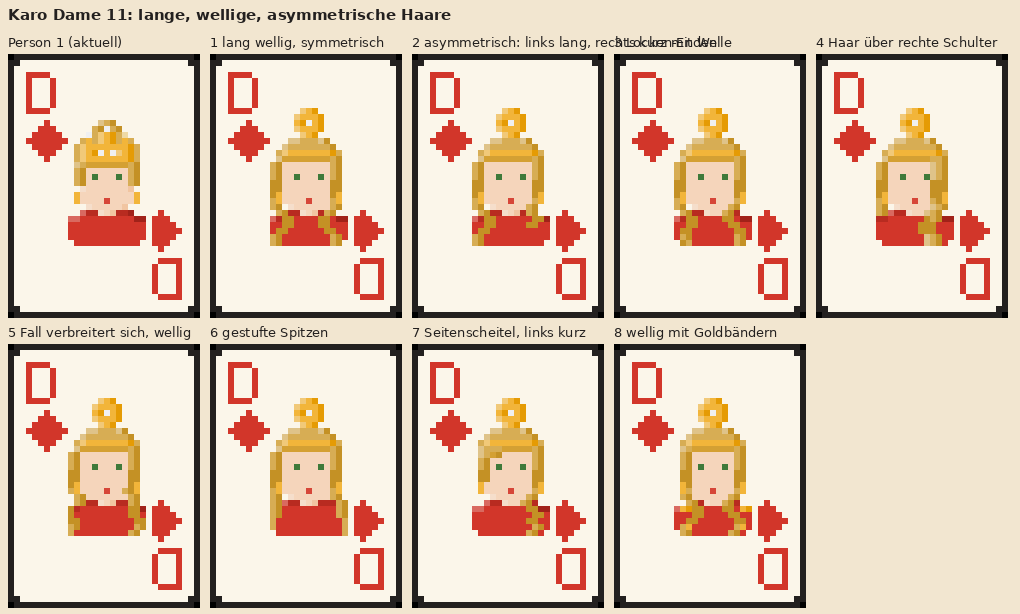 Karo Dame 11: lange, wellige, asymmetrische Haare
Person 1 (aktuell)
1 lang wellig, symmetrisch
2 asymmetrisch: links lang, rechts kurz
4 Haar über rechte Schulter
D
D
D
D
D
D
D
D
D
D
5 Fall verbreitert sich, wellig
6 gestufte Spitzen
7 Seitenscheitel, links kurz
8 wellig mit Goldbändern
D
D
D
D
D
D
D
D